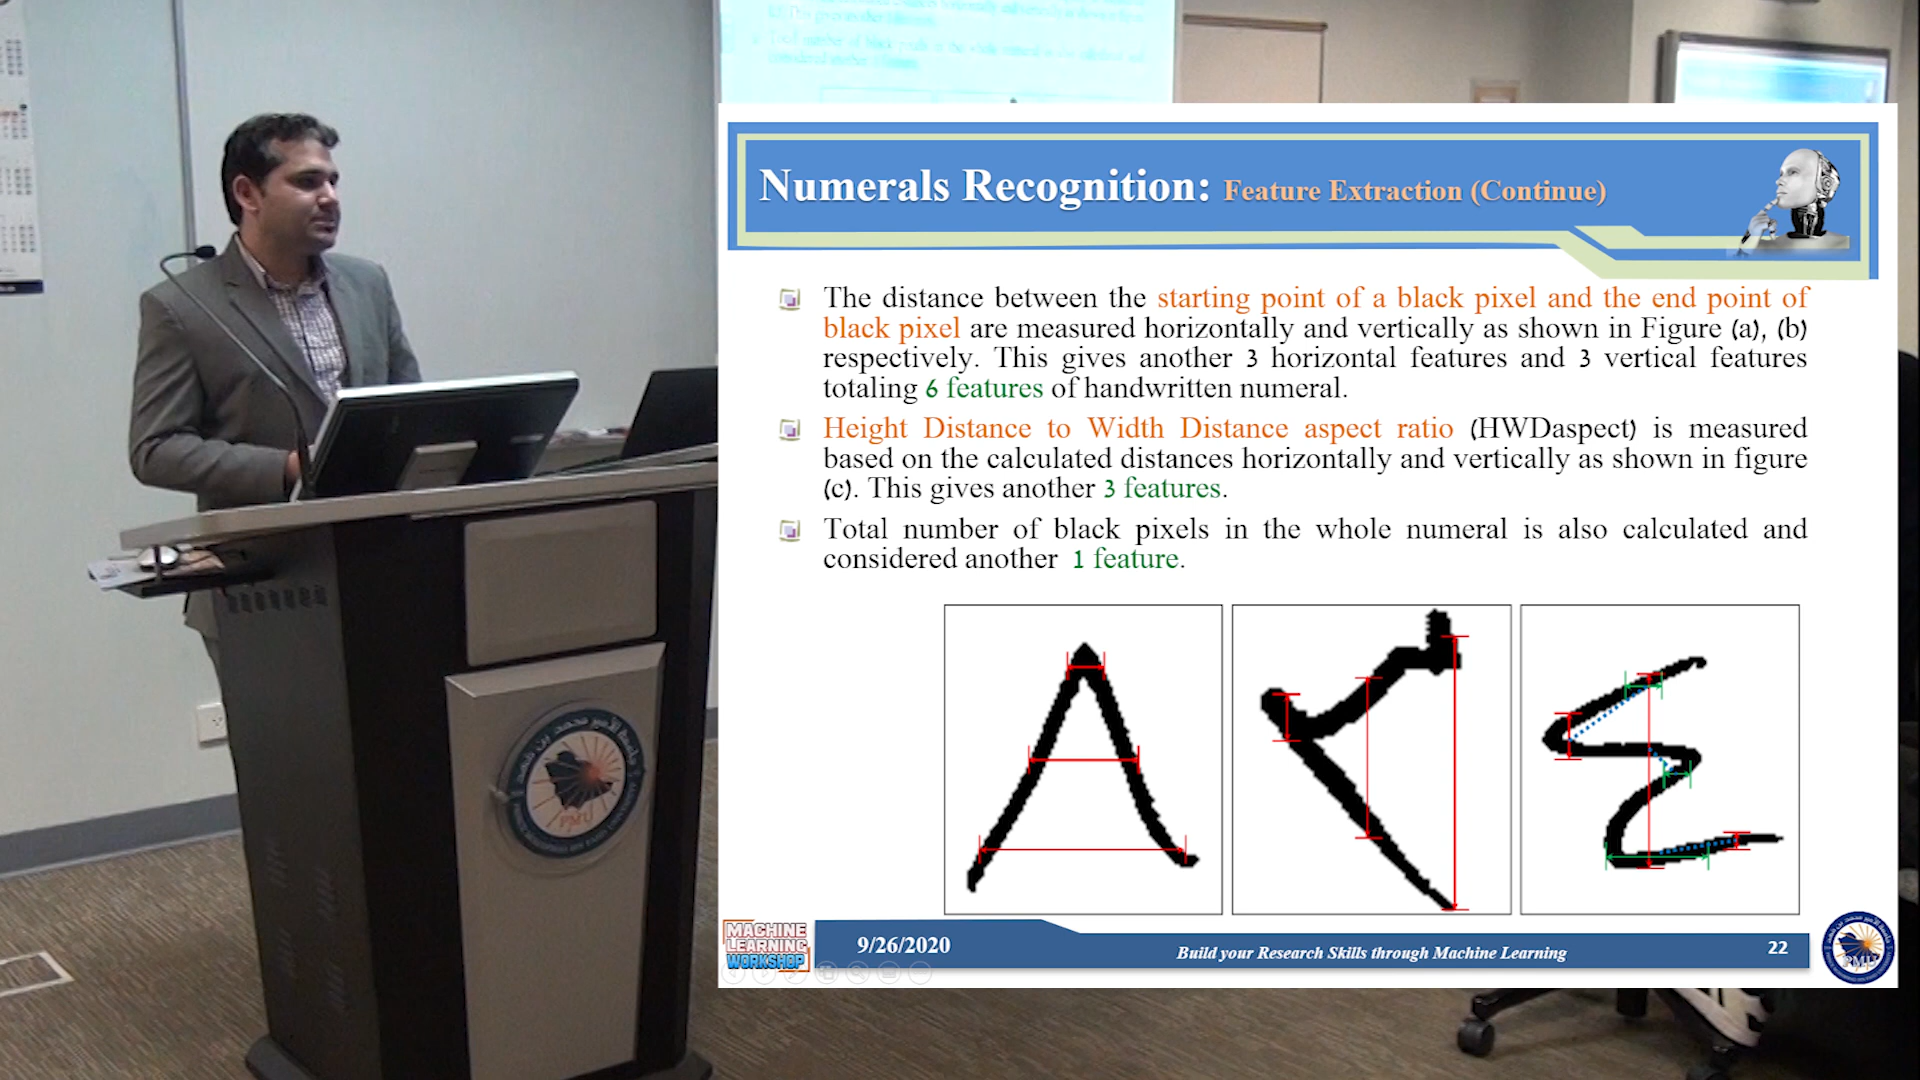 Numerals Recognition: Feature Extraction (Continue)
The distance between the starting point of a black pixel and the end point of
black pixel are measured horizontally and vertically as shown in Figure (a), (b)
respectively. This gives another 3 horizontal features and 3 vertical features
totaling 6 features of handwritten numeral.
Height Distance to Width Distance aspect ratio (HWDaspect) is measured
based on the calculated distances horizontally and vertically as shown in figure
(c). This gives another 3 features.
Total number of black pixels in the whole numeral is also calculated and
considered another 1 feature.
MACHINE
LEARNING
WORKSHOP
9/26/2020
Build your Research Skills through Machine Learning
22
PMU
PMU